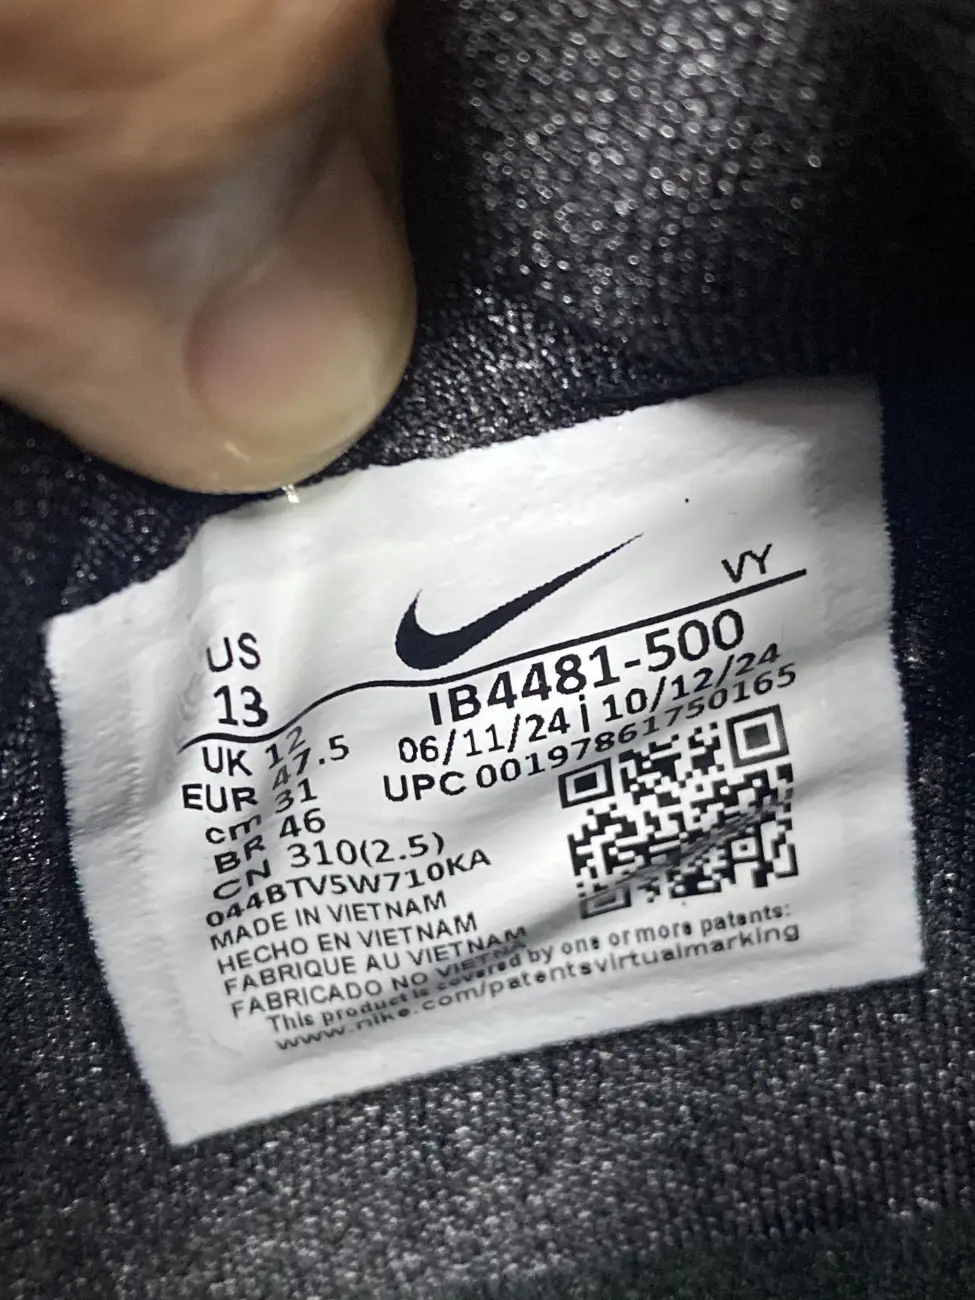 VY
US
13
IB4481-500
06/11/24 | 10/12/24
UPC 00197861750165
UK 12
EUR 47.5
cm 31
BR 46
CN 310(2.5)
044BTV5W710KA
MADE IN VIETNAM
HECHO EN VIETNAM
FABRIQUE AU VIETNAM
FABRICADO NO VIETNAM
This product is covered by one or more patents:
www.nike.com/patentsvirtualmarking